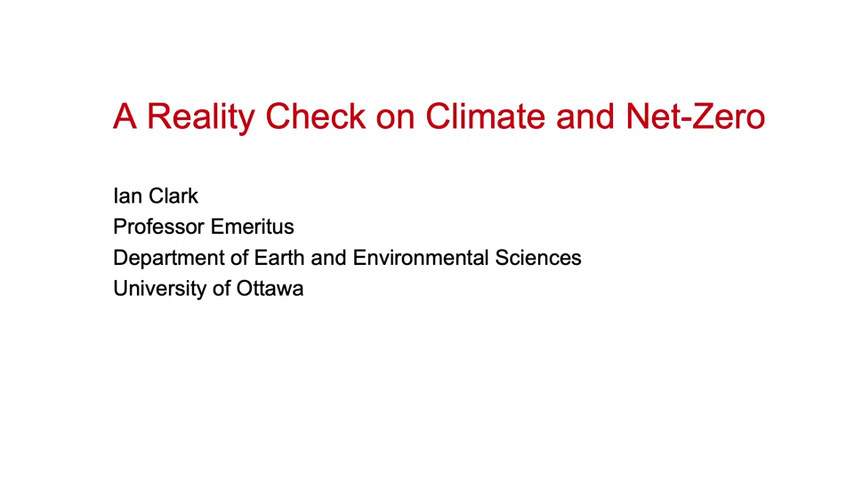 A Reality Check on Climate and Net-Zero
Ian Clark
Professor Emeritus
Department of Earth and Environmental Sciences
University of Ottawa